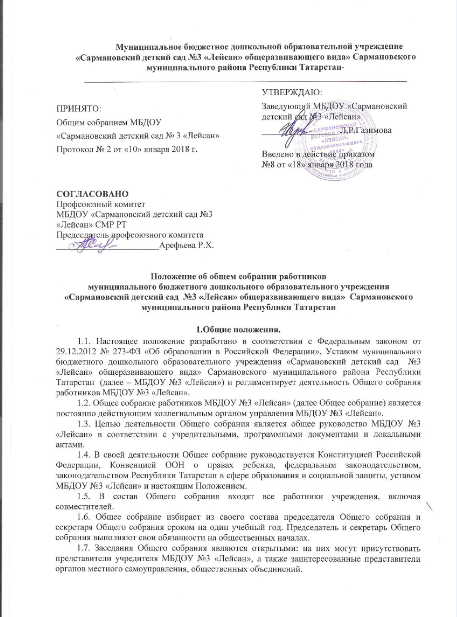 Муниципальное бюджетное дошкольной образовательной учреждение
«Сармановский детский сад №3 «Лейсан» общеразвивающего вида» Сармановского
муниципального района Республики Татарстан
ПРИНЯТО:
Общим собранием МБДОУ
«Сармановский детский сад № 3 «Лейсан»
Протокол № 2 от «10» января 2018 г.
УТВЕРЖДАЮ:
Заведующий МБДОУ «Сармановский
детский сад №3 «Лейсан»
Л.Р.Газимова
Введено в действие приказом
№8 от «18» января 2018 года
СОГЛАСОВАНО
Профсоюзный комитет
МБДОУ «Сармановский детский сад №3
«Лейсан» СМР РТ
Председатель профсоюзного комитета
Арефьева Р.Х.
Положение об общем собрании работников
муниципального бюджетного дошкольного образовательного учреждения
«Сармановский детский сад №3 «Лейсан» общеразвивающего вида» Сармановского
муниципального района Республики Татарстан
1.Общие положения.
1.1. Настоящее положение разработано в соответствии с Федеральным законом от
29.12.2012 № 273-ФЗ «Об образовании в Российской Федерации», Уставом муниципального
бюджетного дошкольного образовательного учреждения «Сармановский детский сад №3
«Лейсан» общеразвивающего вида» Сармановского муниципального района Республики
Татарстан (далее – МБДОУ №3 «Лейсан») и регламентирует деятельность Общего собрания
работников МБДОУ №3 «Лейсан».
1.2. Общее собрание работников МБДОУ №3 «Лейсан» (далее Общее собрание) является
постоянно действующим коллегиальным органом управления МБДОУ №3 «Лейсан».
1.3. Целью деятельности Общего собрания является общее руководство МБДОУ №3
«Лейсан» в соответствии с учредительными, программными документами и локальными
актами.
1.4. В своей деятельности Общее собрание руководствуется Конституцией Российской
Федерации, Конвенцией ООН о правах ребенка, федеральным законодательством,
законодательством Республики Татарстан в сфере образования и социальной защиты, уставом
МБДОУ №3 «Лейсан» и настоящим Положением.
1.5. В состав Общего собрания входят все работники учреждения, включая
совместителей.
1.6. Общее собрание избирает из своего состава председателя Общего собрания и
секретаря Общего собрания сроком на один учебный год. Председатель и секретарь Общего
собрания выполняют свои обязанности на общественных началах.
1.7. Заседания Общего собрания являются открытыми: на них могут присутствовать
представители учредителя МБДОУ №3 «Лейсан», а также заинтересованные представители
органов местного самоуправления, общественных объединений.